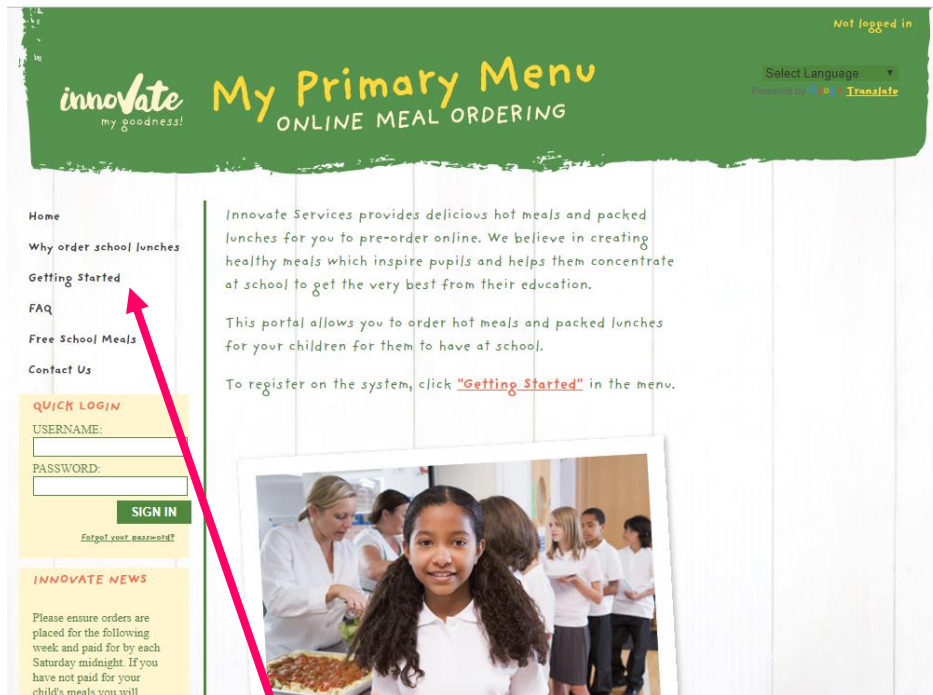 Not logged in
innovate
my goodness!
My Primary Menu
ONLINE MEAL ORDERING
Select Language
Powered by Google Translate
Home
Why order school lunches
Getting Started
FAQ
Free School Meals
Contact Us
QUICK LOGIN
USERNAME:
PASSWORD:
SIGN IN
Forgot your password?
INNOVATE NEWS
Please ensure orders are
placed for the following
week and paid for by each
Saturday midnight. If you
have not paid for your
child's meals you will
Innovate Services provides delicious hot meals and packed
lunches for you to pre-order online. We believe in creating
healthy meals which inspire pupils and helps them concentrate
at school to get the very best from their education.
This portal allows you to order hot meals and packed lunches
for your children for them to have at school.
To register on the system, click "Getting Started" in the menu.